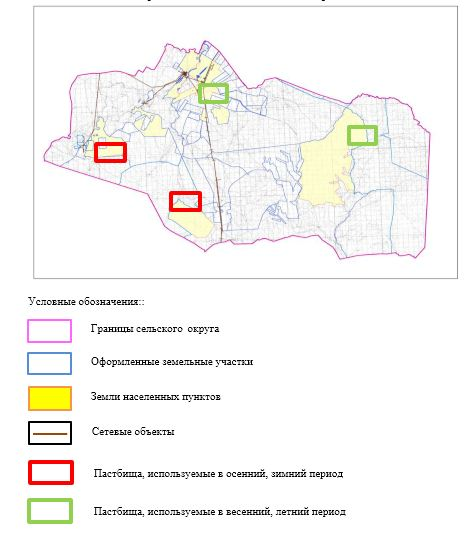 Условные обозначения::
Границы сельского округа
Оформленные земельные участки
Земли населенных пунктов
Сетевые объекты
Пастбища, используемые в осенний, зимний период
Пастбища, используемые в весенний, летний период